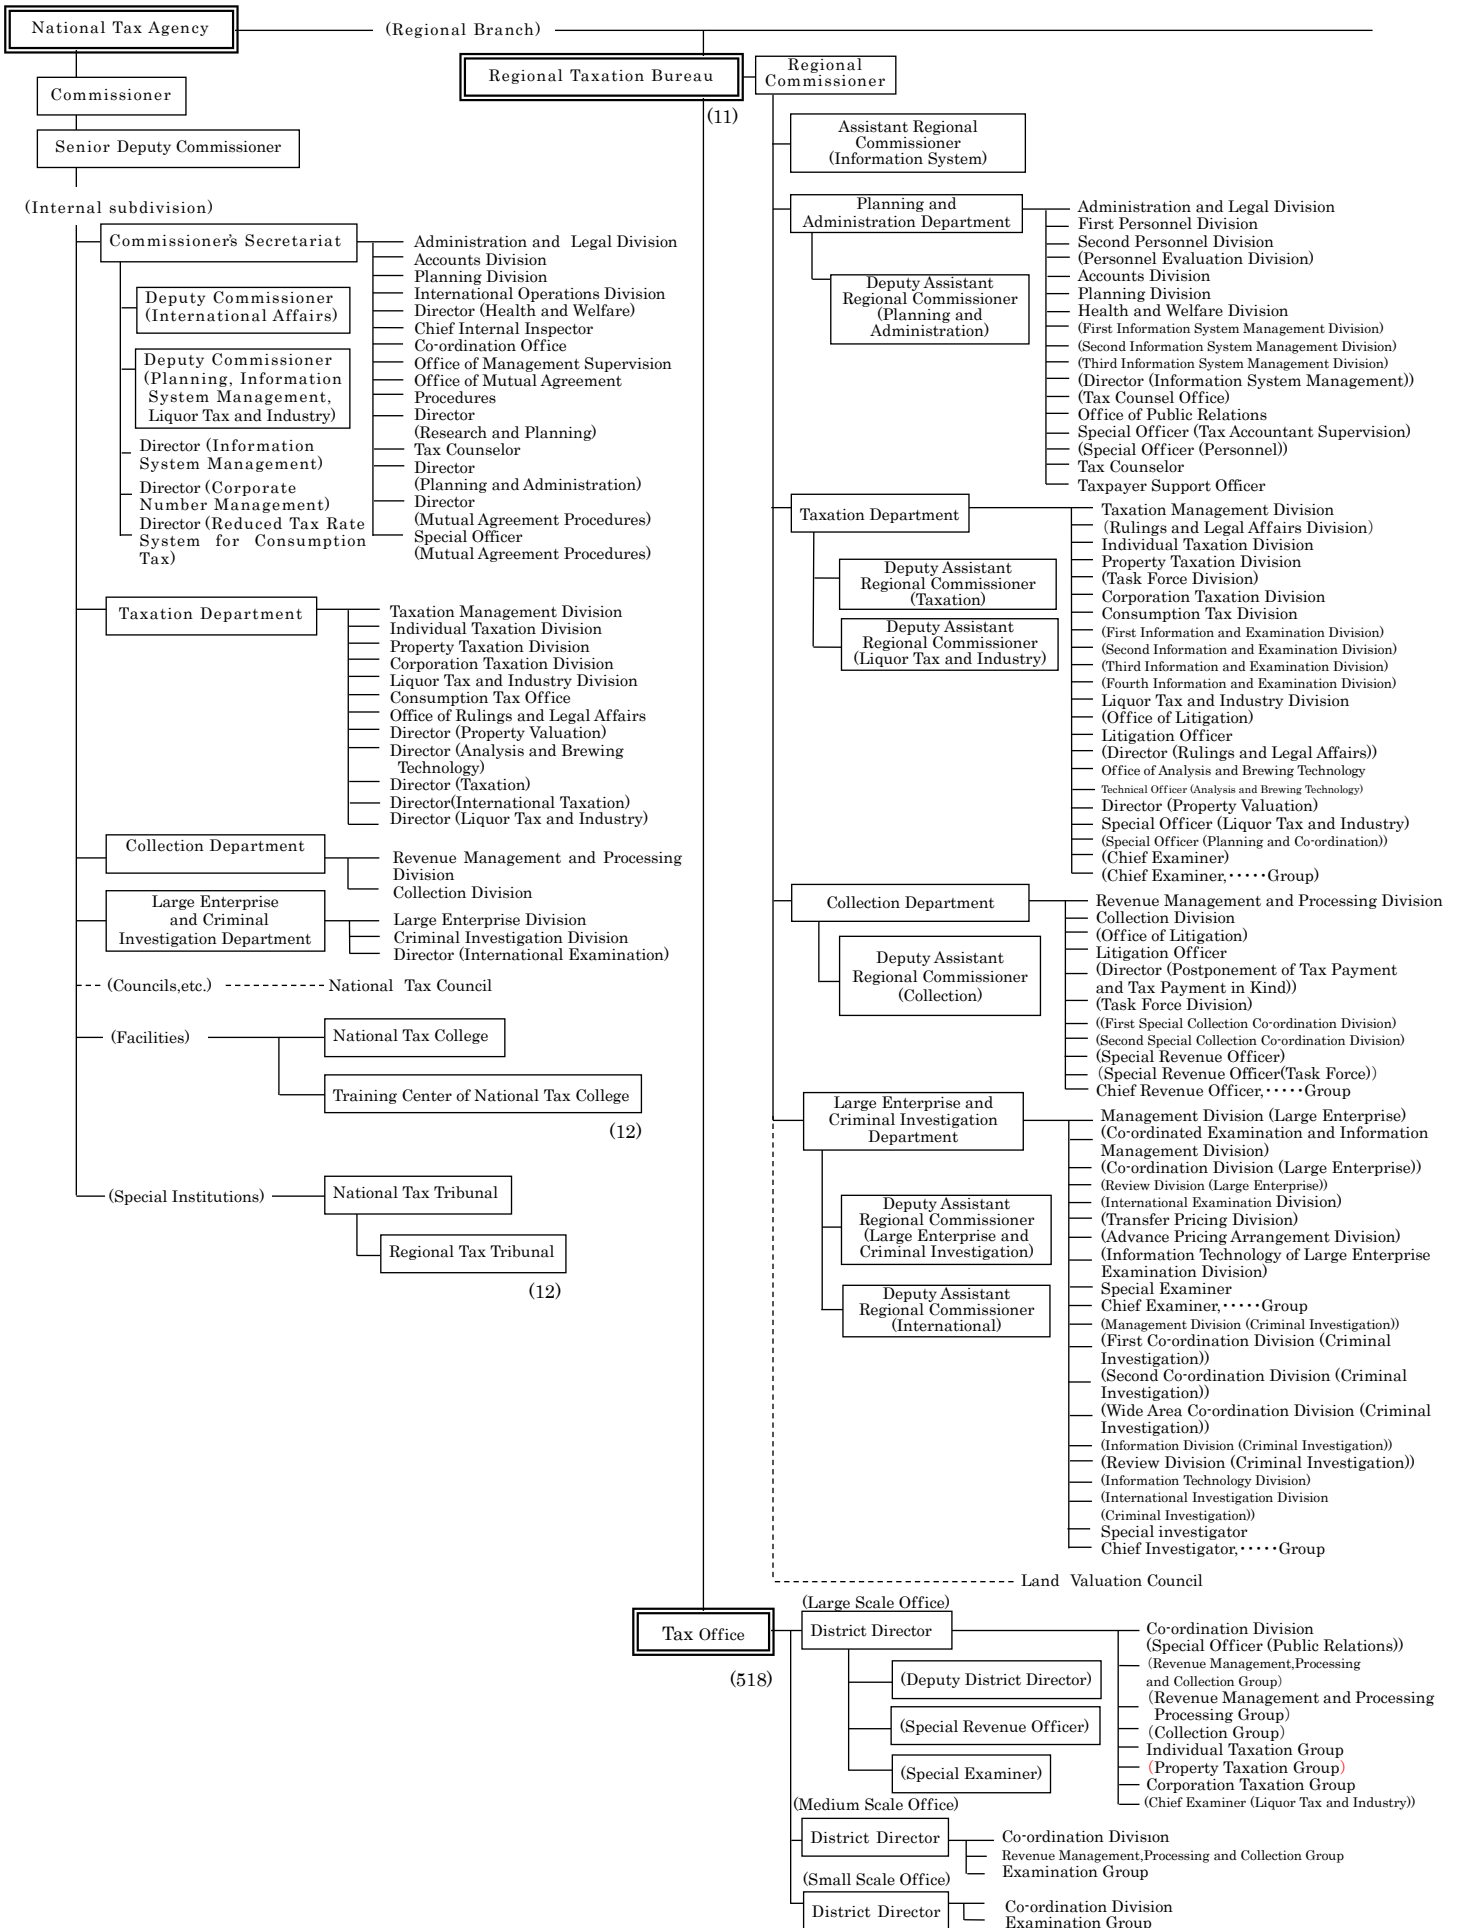 National Tax Agency
(Regional Branch)
Regional Taxation Bureau
(11)
Regional
Commissioner
Commissioner
Senior Deputy Commissioner
(Internal subdivision)
Commissioner's Secretariat
Deputy Commissioner
(International Affairs)
Deputy Commissioner
(Planning, Information
System Management,
Liquor Tax and Industry)
Director (Information
System Management)
Director (Corporate
Number Management)
Director (Reduced Tax Rate
System for Consumption
Tax)
Administration and Legal Division
Accounts Division
Planning Division
International Operations Division
Director (Health and Welfare)
Chief Internal Inspector
Co-ordination Office
Office of Management Supervision
Office of Mutual Agreement
Procedures
Director
(Research and Planning)
Tax Counselor
Director
(Planning and Administration)
Director
(Mutual Agreement Procedures)
Special Officer
(Mutual Agreement Procedures)
Taxation Department
Taxation Management Division
Individual Taxation Division
Property Taxation Division
Corporation Taxation Division
Liquor Tax and Industry Division
Consumption Tax Office
Office of Rulings and Legal Affairs
Director (Property Valuation)
Director (Analysis and Brewing
Technology)
Director (Taxation)
Director(International Taxation)
Director (Liquor Tax and Industry)
Collection Department
Revenue Management and Processing
Division
Collection Division
Large Enterprise
and Criminal
Investigation Department
Large Enterprise Division
Criminal Investigation Division
Director (International Examination)
(Councils,etc.)
National Tax Council
(Facilities)
National Tax College
Training Center of National Tax College
(12)
(Special Institutions)
National Tax Tribunal
Regional Tax Tribunal
(12)
Assistant Regional
Commissioner
(Information System)
Planning and
Administration Department
Deputy Assistant
Regional Commissioner
(Planning and
Administration)
Administration and Legal Division
First Personnel Division
Second Personnel Division
(Personnel Evaluation Division)
Accounts Division
Planning Division
Health and Welfare Division
(First Information System Management Division)
(Second Information System Management Division)
(Third Information System Management Division)
(Director (Information System Management))
(Tax Counsel Office)
Office of Public Relations
Special Officer (Tax Accountant Supervision)
(Special Officer (Personnel))
Tax Counselor
Taxpayer Support Officer
Taxation Department
Deputy Assistant
Regional Commissioner
(Taxation)
Deputy Assistant
Regional Commissioner
(Liquor Tax and Industry)
Taxation Management Division
(Rulings and Legal Affairs Division)
Individual Taxation Division
Property Taxation Division
(Task Force Division)
Corporation Taxation Division
Consumption Tax Division
(First Information and Examination Division)
(Second Information and Examination Division)
(Third Information and Examination Division)
(Fourth Information and Examination Division)
Liquor Tax and Industry Division
(Office of Litigation)
Litigation Officer
(Director (Rulings and Legal Affairs))
Office of Analysis and Brewing Technology
Technical Officer (Analysis and Brewing Technology)
Director (Property Valuation)
Special Officer (Liquor Tax and Industry)
(Special Officer (Planning and Co-ordination))
(Chief Examiner)
(Chief Examiner,・・・・・Group)
Collection Department
Deputy Assistant
Regional Commissioner
(Collection)
Revenue Management and Processing Division
Collection Division
(Office of Litigation)
Litigation Officer
(Director (Postponement of Tax Payment
and Tax Payment in Kind))
(Task Force Division)
((First Special Collection Co-ordination Division)
(Second Special Collection Co-ordination Division)
(Special Revenue Officer)
(Special Revenue Officer(Task Force))
Chief Revenue Officer,・・・・・Group
Large Enterprise and
Criminal Investigation
Department
Deputy Assistant
Regional Commissioner
(Large Enterprise and
Criminal Investigation)
Deputy Assistant
Regional Commissioner
(International)
Management Division (Large Enterprise)
(Co-ordinated Examination and Information
Management Division)
(Co-ordination Division (Large Enterprise))
(Review Division (Large Enterprise))
(International Examination Division)
(Transfer Pricing Division)
(Advance Pricing Arrangement Division)
(Information Technology of Large Enterprise
Examination Division)
Special Examiner
Chief Examiner,・・・・・Group
(Management Division (Criminal Investigation))
(First Co-ordination Division (Criminal
Investigation))
(Second Co-ordination Division (Criminal
Investigation))
(Wide Area Co-ordination Division (Criminal
Investigation))
(Information Division (Criminal Investigation))
(Review Division (Criminal Investigation))
(Information Technology Division)
(International Investigation Division
(Criminal Investigation))
Special investigator
Chief Investigator,・・・・・Group
Land Valuation Council
Tax Office
(518)
(Large Scale Office)
District Director
(Deputy District Director)
(Special Revenue Officer)
(Special Examiner)
Co-ordination Division
(Special Officer (Public Relations))
(Revenue Management,Processing
and Collection Group)
(Revenue Management and Processing
Processing Group)
(Collection Group)
Individual Taxation Group
(Property Taxation Group)
Corporation Taxation Group
(Chief Examiner (Liquor Tax and Industry))
(Medium Scale Office)
District Director
Co-ordination Division
Revenue Management,Processing and Collection Group
Examination Group
(Small Scale Office)
District Director
Co-ordination Division
Examination Group